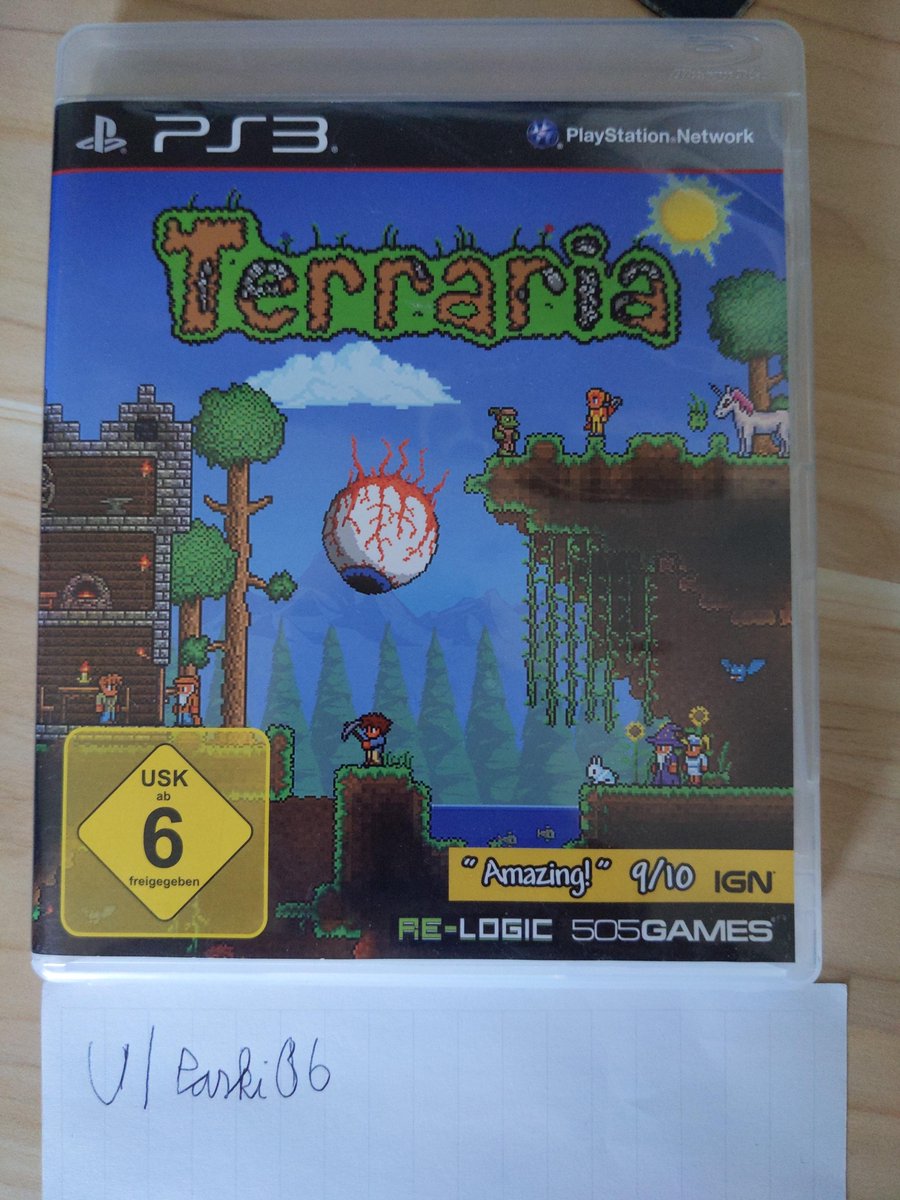 PS3
PlayStation®Network
Terraria
USK
ab
6
freigegeben
"Amazing!" 9/10 IGN
RE-LOGIC 505GAMES